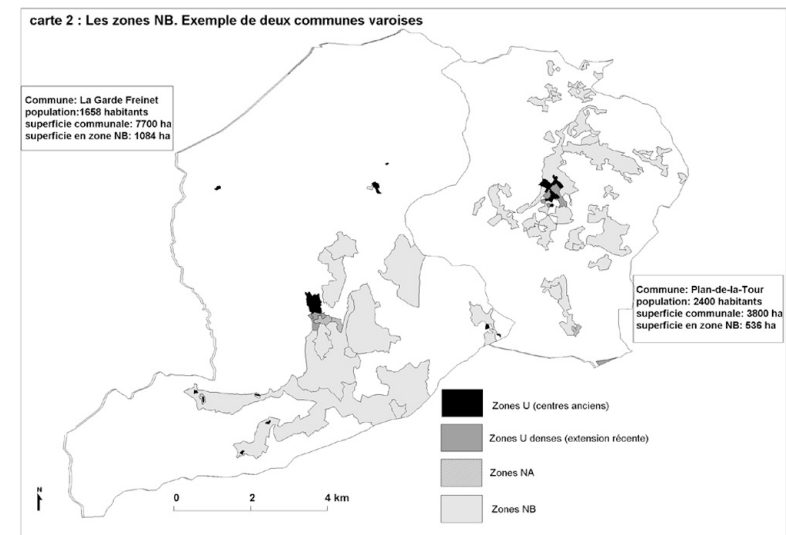 carte 2 : Les zones NB. Exemple de deux communes varoises
Commune: La Garde Freinet
population:1658 habitants
superficie communale: 7700 ha
superficie en zone NB: 1084 ha
Commune: Plan-de-la-Tour
population: 2400 habitants
superficie communale: 3800 ha
superficie en zone NB: 536 ha
Zones U (centres anciens)
Zones U denses (extension récente)
Zones NA
Zones NB
N
0 2 4 km